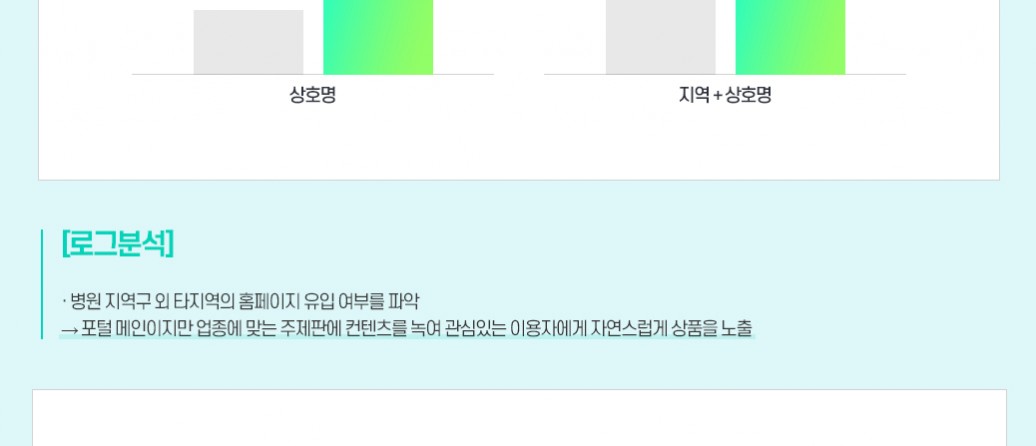 상호명
지역 + 상호명
[로그분석]
· 병원 지역구 외 타지역의 홈페이지 유입 여부를 파악
→ 포털 메인이지만 업종에 맞는 주제판에 컨텐츠를 녹여 관심있는 이용자에게 자연스럽게 상품을 노출